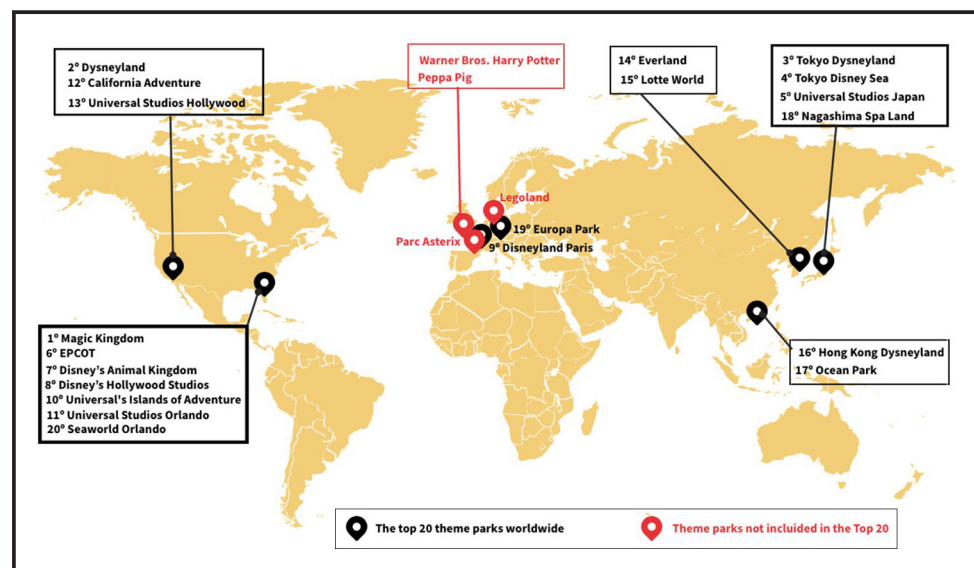 2º Dysneyland
12º California Adventure
13º Universal Studios Hollywood
Warner Bros. Harry Potter
Peppa Pig
14º Everland
15º Lotte World
3º Tokyo Dysneyland
4º Tokyo Disney Sea
5º Universal Studios Japan
18º Nagashima Spa Land
Legoland
19º Europa Park
Parc Asterix
9º Disneyland Paris
1º Magic Kingdom
6º EPCOT
7º Disney's Animal Kingdom
8º Disney's Hollywood Studios
10º Universal's Islands of Adventure
11º Universal Studios Orlando
20º Seaworld Orlando
16º Hong Kong Dysneyland
17º Ocean Park
The top 20 theme parks worldwide
Theme parks not incluided in the Top 20